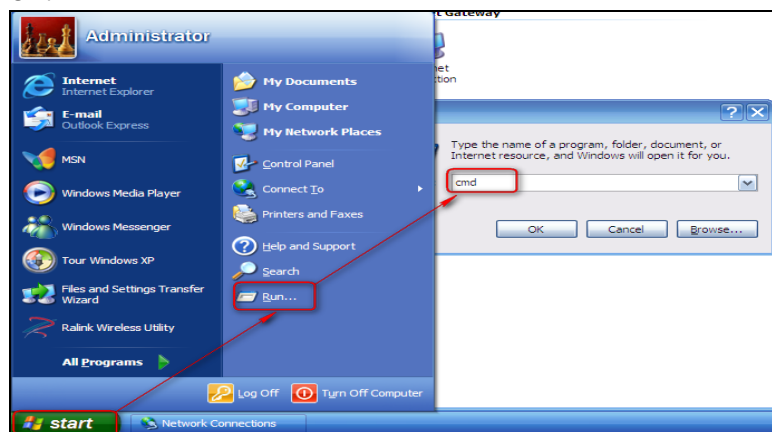 Administrator
Internet
Internet Explorer
E-mail
Outlook Express
MSN
Windows Media Player
Windows Messenger
Tour Windows XP
Files and Settings Transfer
Wizard
Ralink Wireless Utility
All Programs
My Documents
My Computer
My Network Places
Control Panel
Connect To
Printers and Faxes
Help and Support
Search
Run...
Log Off
Turn Off Computer
start
Network Connections
Gateway
Type the name of a program, folder, document, or
Internet resource, and Windows will open it for you.
cmd
OK
Cancel
Browse...